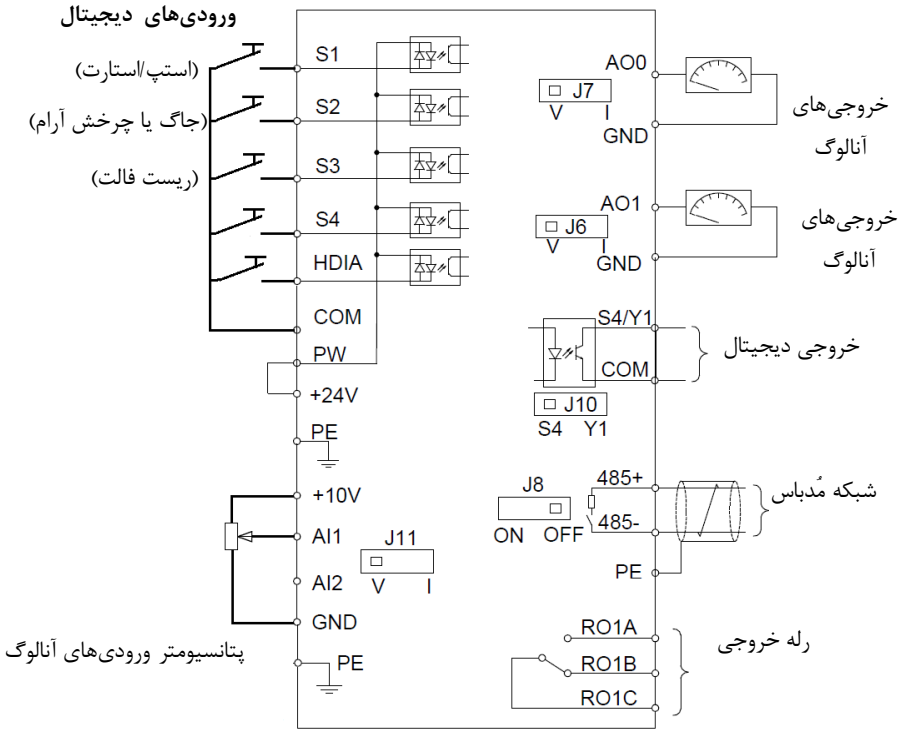 ورودی‌های دیجیتال
S1
(استپ/استارت)
S2
(جاگ یا چرخش آرام)
S3
(ریست فالت)
S4
HDIA
COM
PW
+24V
PE
+10V
AI1
J11
V I
AI2
GND
پتانسیومتر ورودی‌های آنالوگ
PE
AO0
J7
V I
GND
خروجی‌های
آنالوگ
AO1
J6
V I
GND
خروجی‌های
آنالوگ
S4/Y1
خروجی دیجیتال
COM
J10
S4 Y1
J8
ON OFF
485+
485-
شبکه مُدباس
PE
RO1A
RO1B
RO1C
رله خروجی